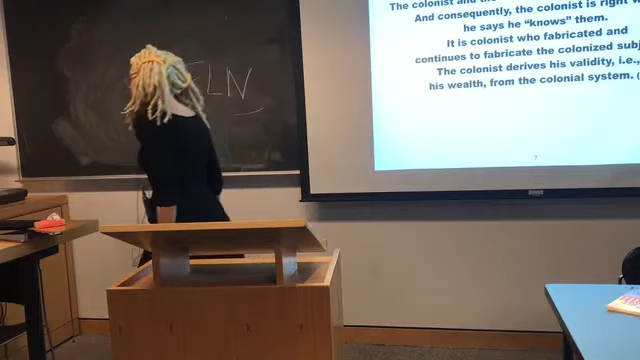 FLN
The colonist and the
And consequently, the colonist is right w
he says he "knows" them.
It is colonist who fabricated and
continues to fabricate the colonized subj
The colonist derives his validity, i.e.,
his wealth, from the colonial system. (
7